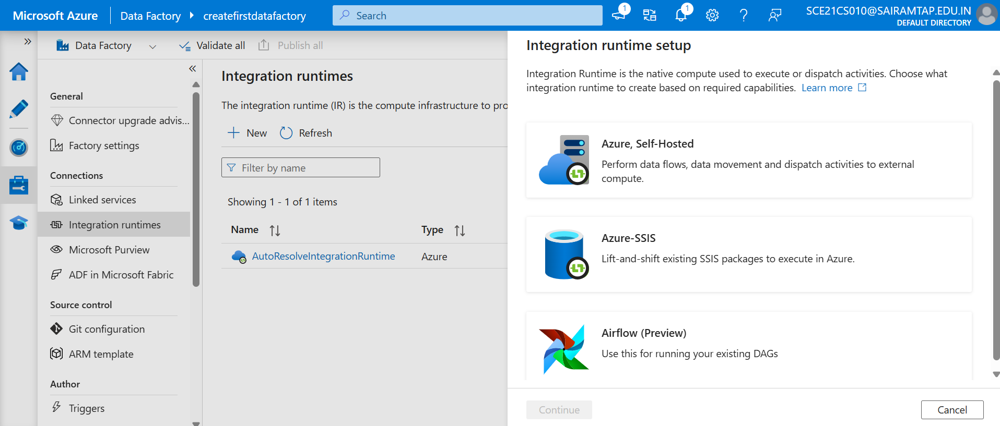 Microsoft Azure
Data Factory
createfirstdatafactory
Search
1
1
SCE21CS010@SAIRAMTAP.EDU.IN
DEFAULT DIRECTORY
Data Factory
Validate all
Publish all
General
Connector upgrade advis...
Factory settings
Connections
Linked services
Integration runtimes
Microsoft Purview
ADF in Microsoft Fabric
Source control
Git configuration
ARM template
Author
Triggers
Integration runtimes
The integration runtime (IR) is the compute infrastructure to pro
New
Refresh
Filter by name
Showing 1 - 1 of 1 items
Name
Type
AutoResolveIntegrationRuntime
Azure
Integration runtime setup
Integration Runtime is the native compute used to execute or dispatch activities. Choose what
integration runtime to create based on required capabilities. Learn more
Azure, Self-Hosted
Perform data flows, data movement and dispatch activities to external
compute.
Azure-SSIS
Lift-and-shift existing SSIS packages to execute in Azure.
Airflow (Preview)
Use this for running your existing DAGs
Continue
Cancel